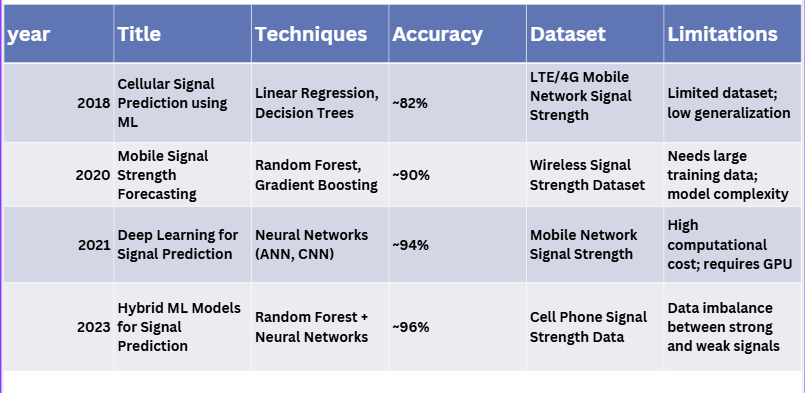 year Title Techniques Accuracy Dataset Limitations
2018
Cellular Signal
Prediction using
ML
Linear Regression,
Decision Trees
~82%
LTE/4G Mobile
Network Signal
Strength
Limited dataset;
low generalization
2020
Mobile Signal
Strength
Forecasting
Random Forest,
Gradient Boosting
~90%
Wireless Signal
Strength Dataset
Needs large
training data;
model complexity
2021
Deep Learning for
Signal Prediction
Neural Networks
(ANN, CNN)
~94%
Mobile Network
Signal Strength
High
computational
cost; requires GPU
2023
Hybrid ML Models
for Signal
Prediction
Random Forest +
Neural Networks
~96%
Cell Phone Signal
Strength Data
Data imbalance
between strong
and weak signals